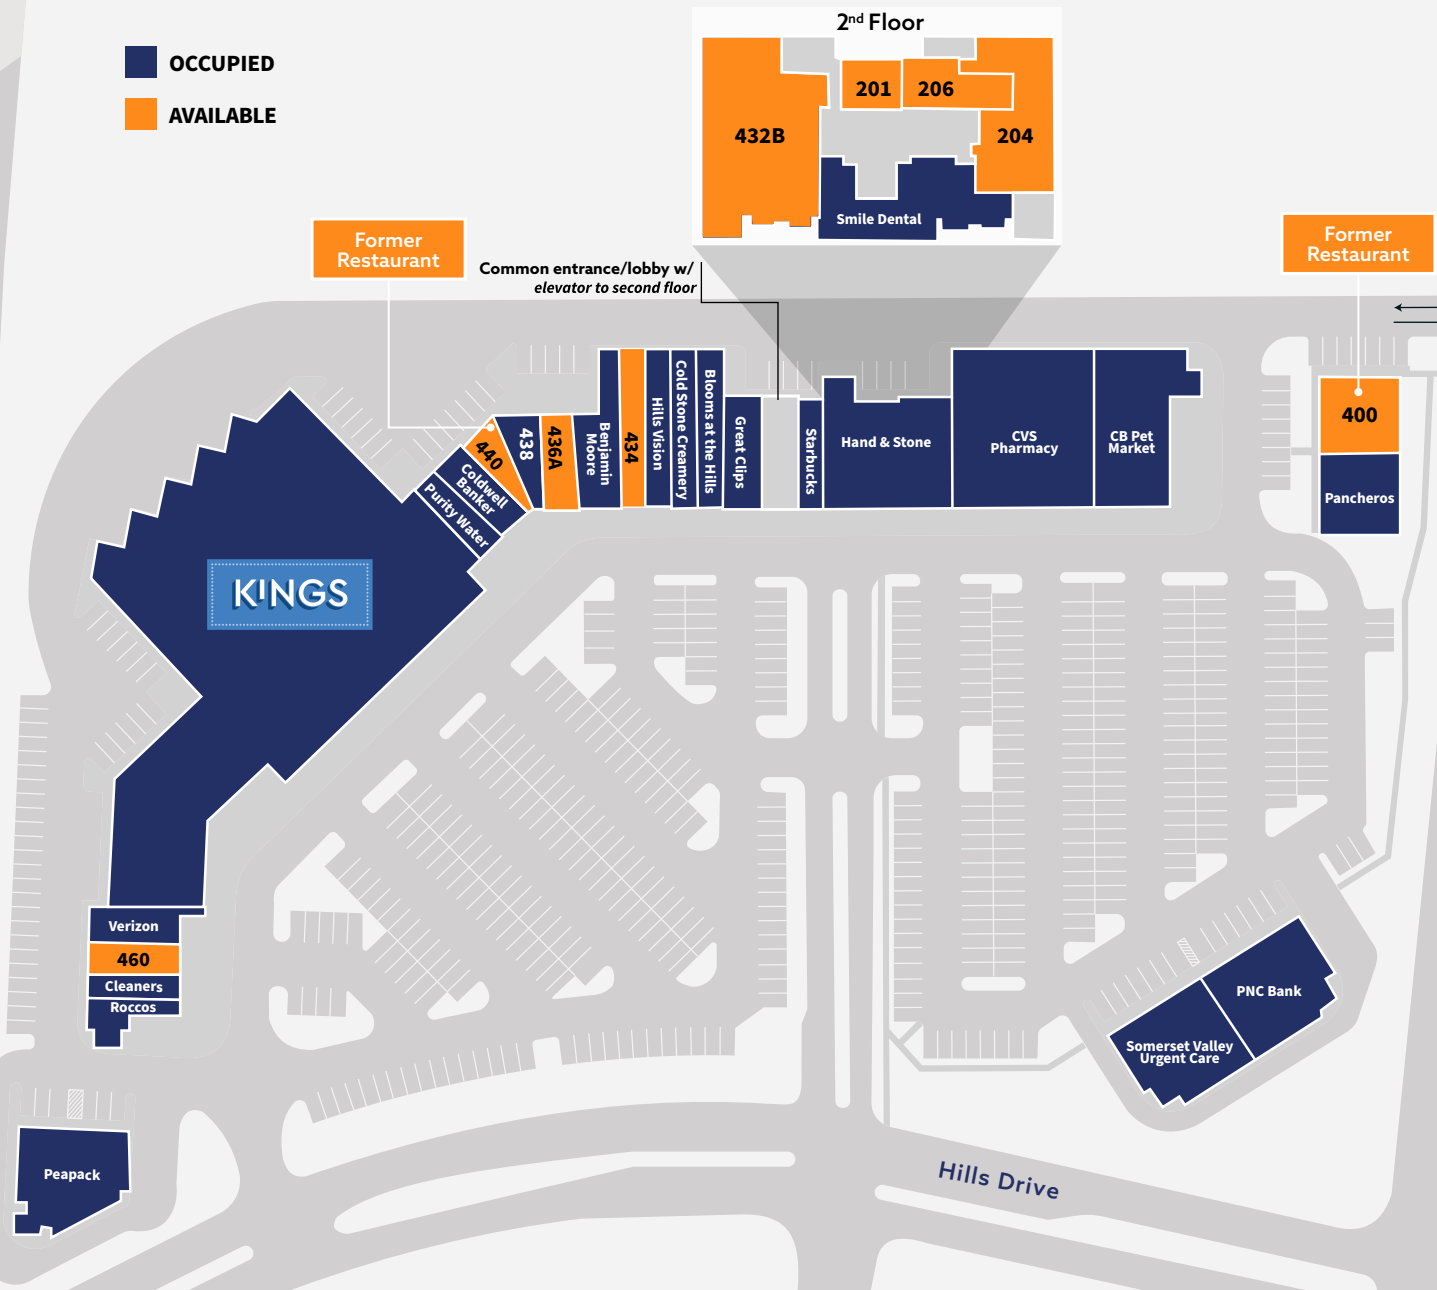 2nd Floor
OCCUPIED
AVAILABLE
201
206
432B
204
Smile Dental
Former
Restaurant
Common entrance/lobby w/
elevator to second floor
Former
Restaurant
440
438
436A
Benjamin
Moore
434
Hills Vision
Cold Stone Creamery
Blooms at the Hills
Great Clips
Starbucks
Hand & Stone
CVS
Pharmacy
CB Pet
Market
400
Pancheros
Coldwell
Banker
Purity Water
KINGS
Verizon
460
Cleaners
Roccos
PNC Bank
Somerset Valley
Urgent Care
Peapack
Hills Drive